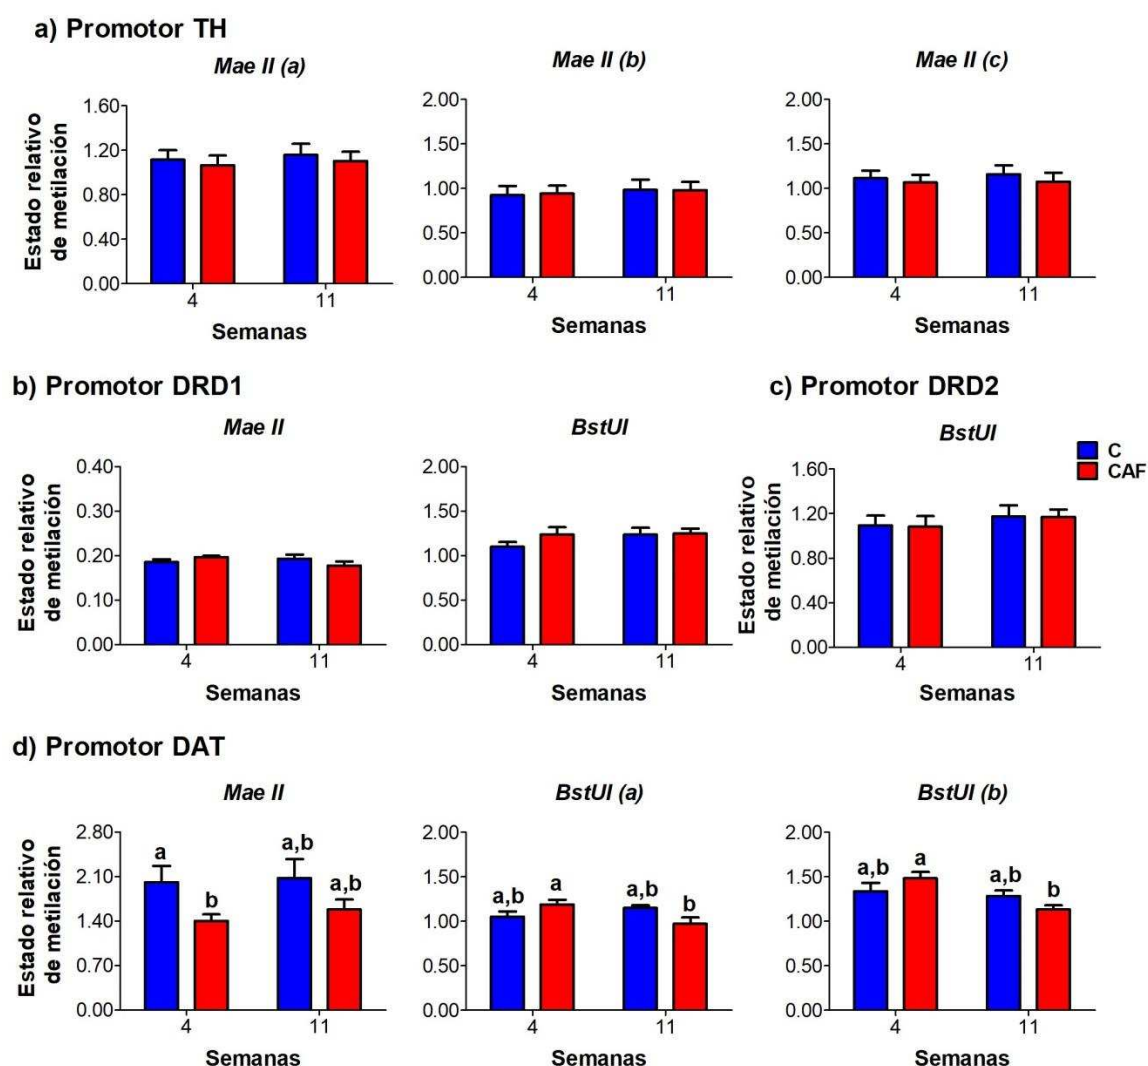 a) Promotor TH
Mae II (a)
Mae II (b)
Mae II (c)
Estado relativo
de metilación
1.60
1.20
0.80
0.40
0.00
4
11
Semanas
2.00
1.50
1.00
0.50
0.00
4
11
Semanas
2.00
1.50
1.00
0.50
0.00
4
11
Semanas
b) Promotor DRD1
c) Promotor DRD2
Mae II
BstUI
BstUI
C
CAF
Estado relativo
de metilación
0.40
0.30
0.20
0.10
0.00
4
11
Semanas
2.00
1.50
1.00
0.50
0.00
4
11
Semanas
Estado relativo
de metilación
1.60
1.20
0.80
0.40
0.00
4
11
Semanas
d) Promotor DAT
Mae II
BstUI (a)
BstUI (b)
Estado relativo
de metilación
2.80
2.10
1.40
0.70
0.00
a
b
a,b
a,b
4
11
Semanas
2.00
1.50
1.00
0.50
0.00
a,b
a
a,b
b
4
11
Semanas
2.00
1.50
1.00
0.50
0.00
a,b
a
a,b
b
4
11
Semanas